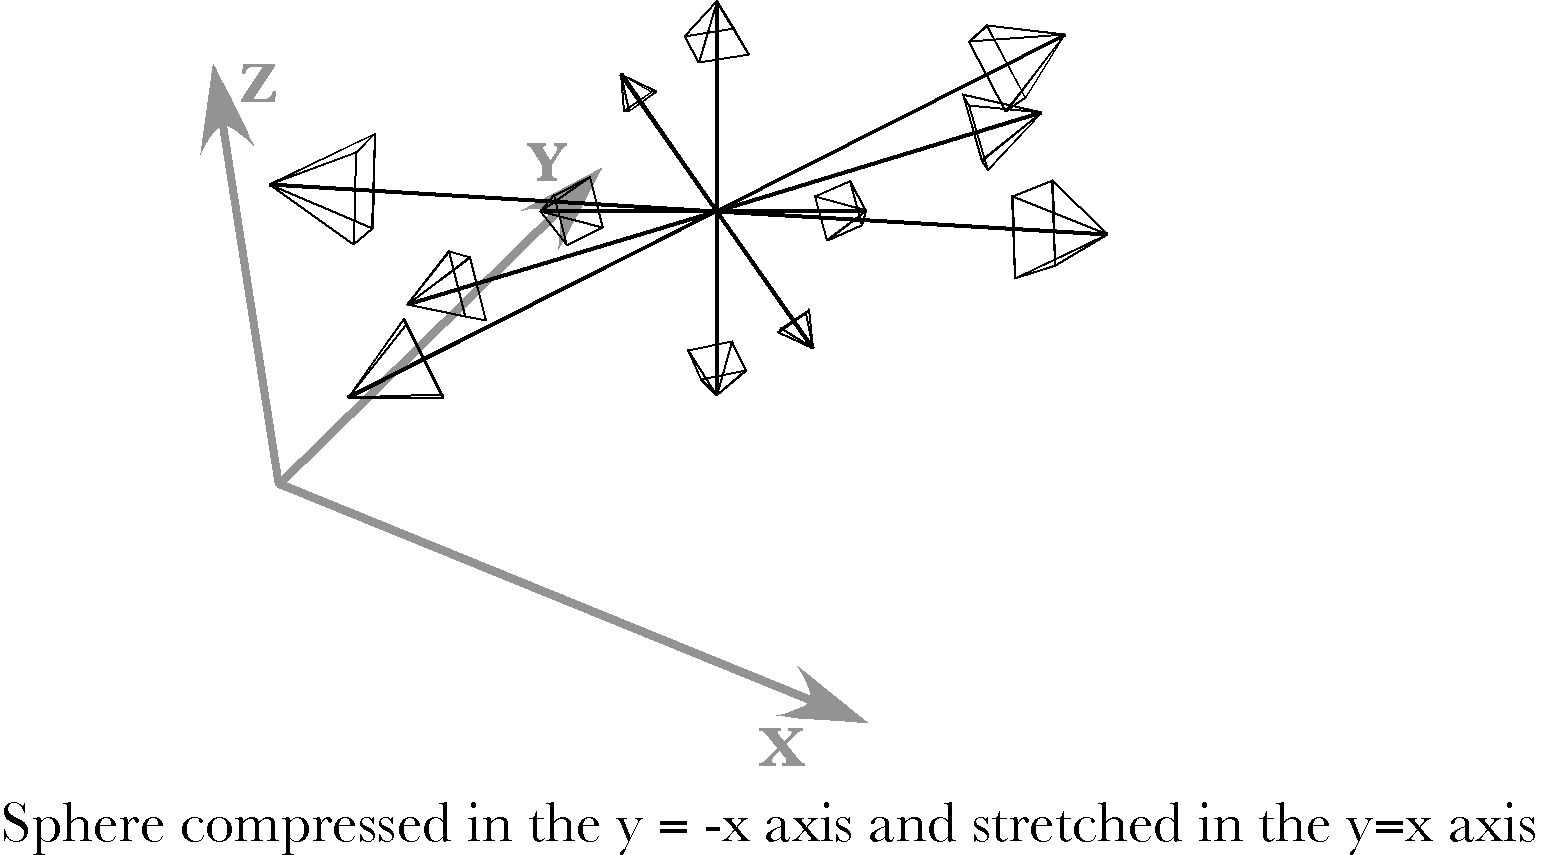 Z
Y
X
Sphere compressed in the y = -x axis and stretched in the y=x axis